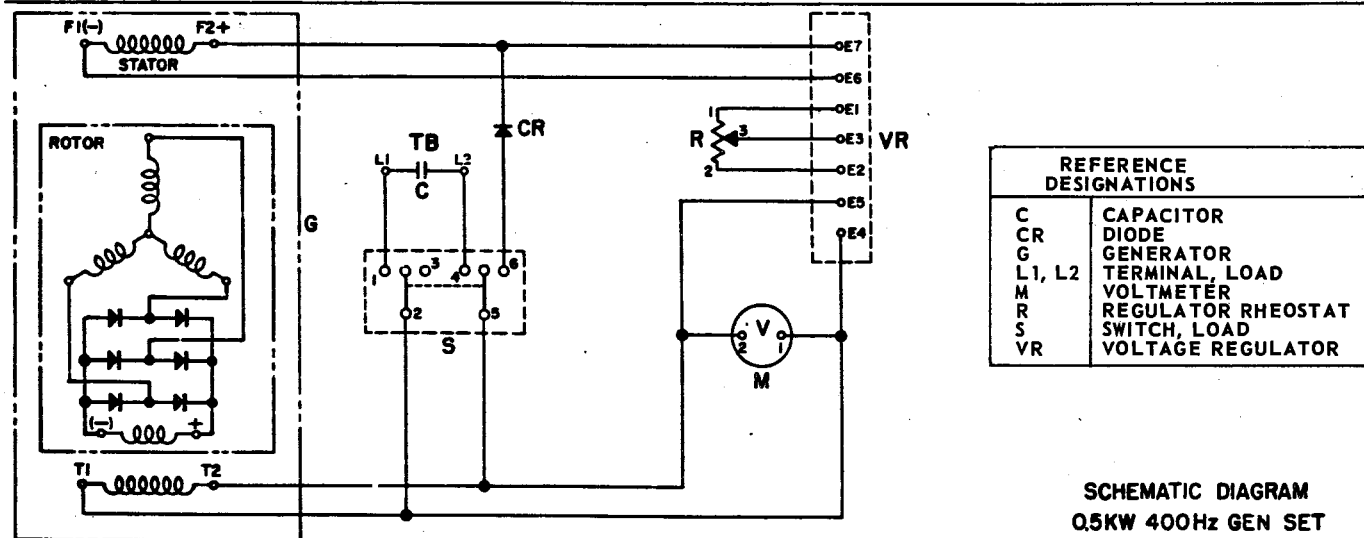 F1(-) F2+
STATOR
ROTOR
G
(-) +
T1 T2
TB
L1 L2
C
CR
1 3 4 6
2 5
S
E7
E6
E1
E3
E2
E5
E4
VR
1
R 3
2
V
2 1
M
REFERENCE
DESIGNATIONS
C CAPACITOR
CR DIODE
G GENERATOR
L1, L2 TERMINAL, LOAD
M VOLTMETER
R REGULATOR RHEOSTAT
S SWITCH, LOAD
VR VOLTAGE REGULATOR
SCHEMATIC DIAGRAM
0.5KW 400Hz GEN SET